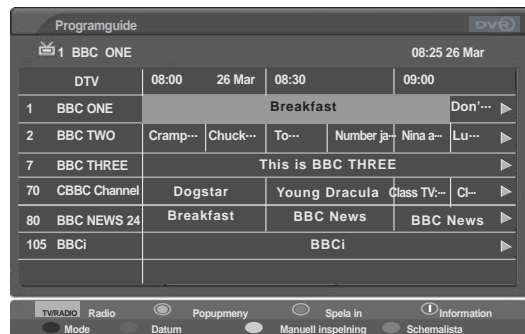 Programguide DVR
1 BBC ONE 08:25 26 Mar
DTV 08:00 26 Mar 08:30 09:00
1 BBC ONE Breakfast Don'···
2 BBC TWO Cramp··· Chuck··· To··· Number ja··· Nina a··· Lu···
7 BBC THREE This is BBC THREE
70 CBBC Channel Dogstar Young Dracula Class TV:··· Cl···
80 BBC NEWS 24 Breakfast BBC News BBC News
105 BBCi BBCi
TV/RADIO Radio Popupmeny Spela in Information
Mode Datum Manuell inspelning Schemalista